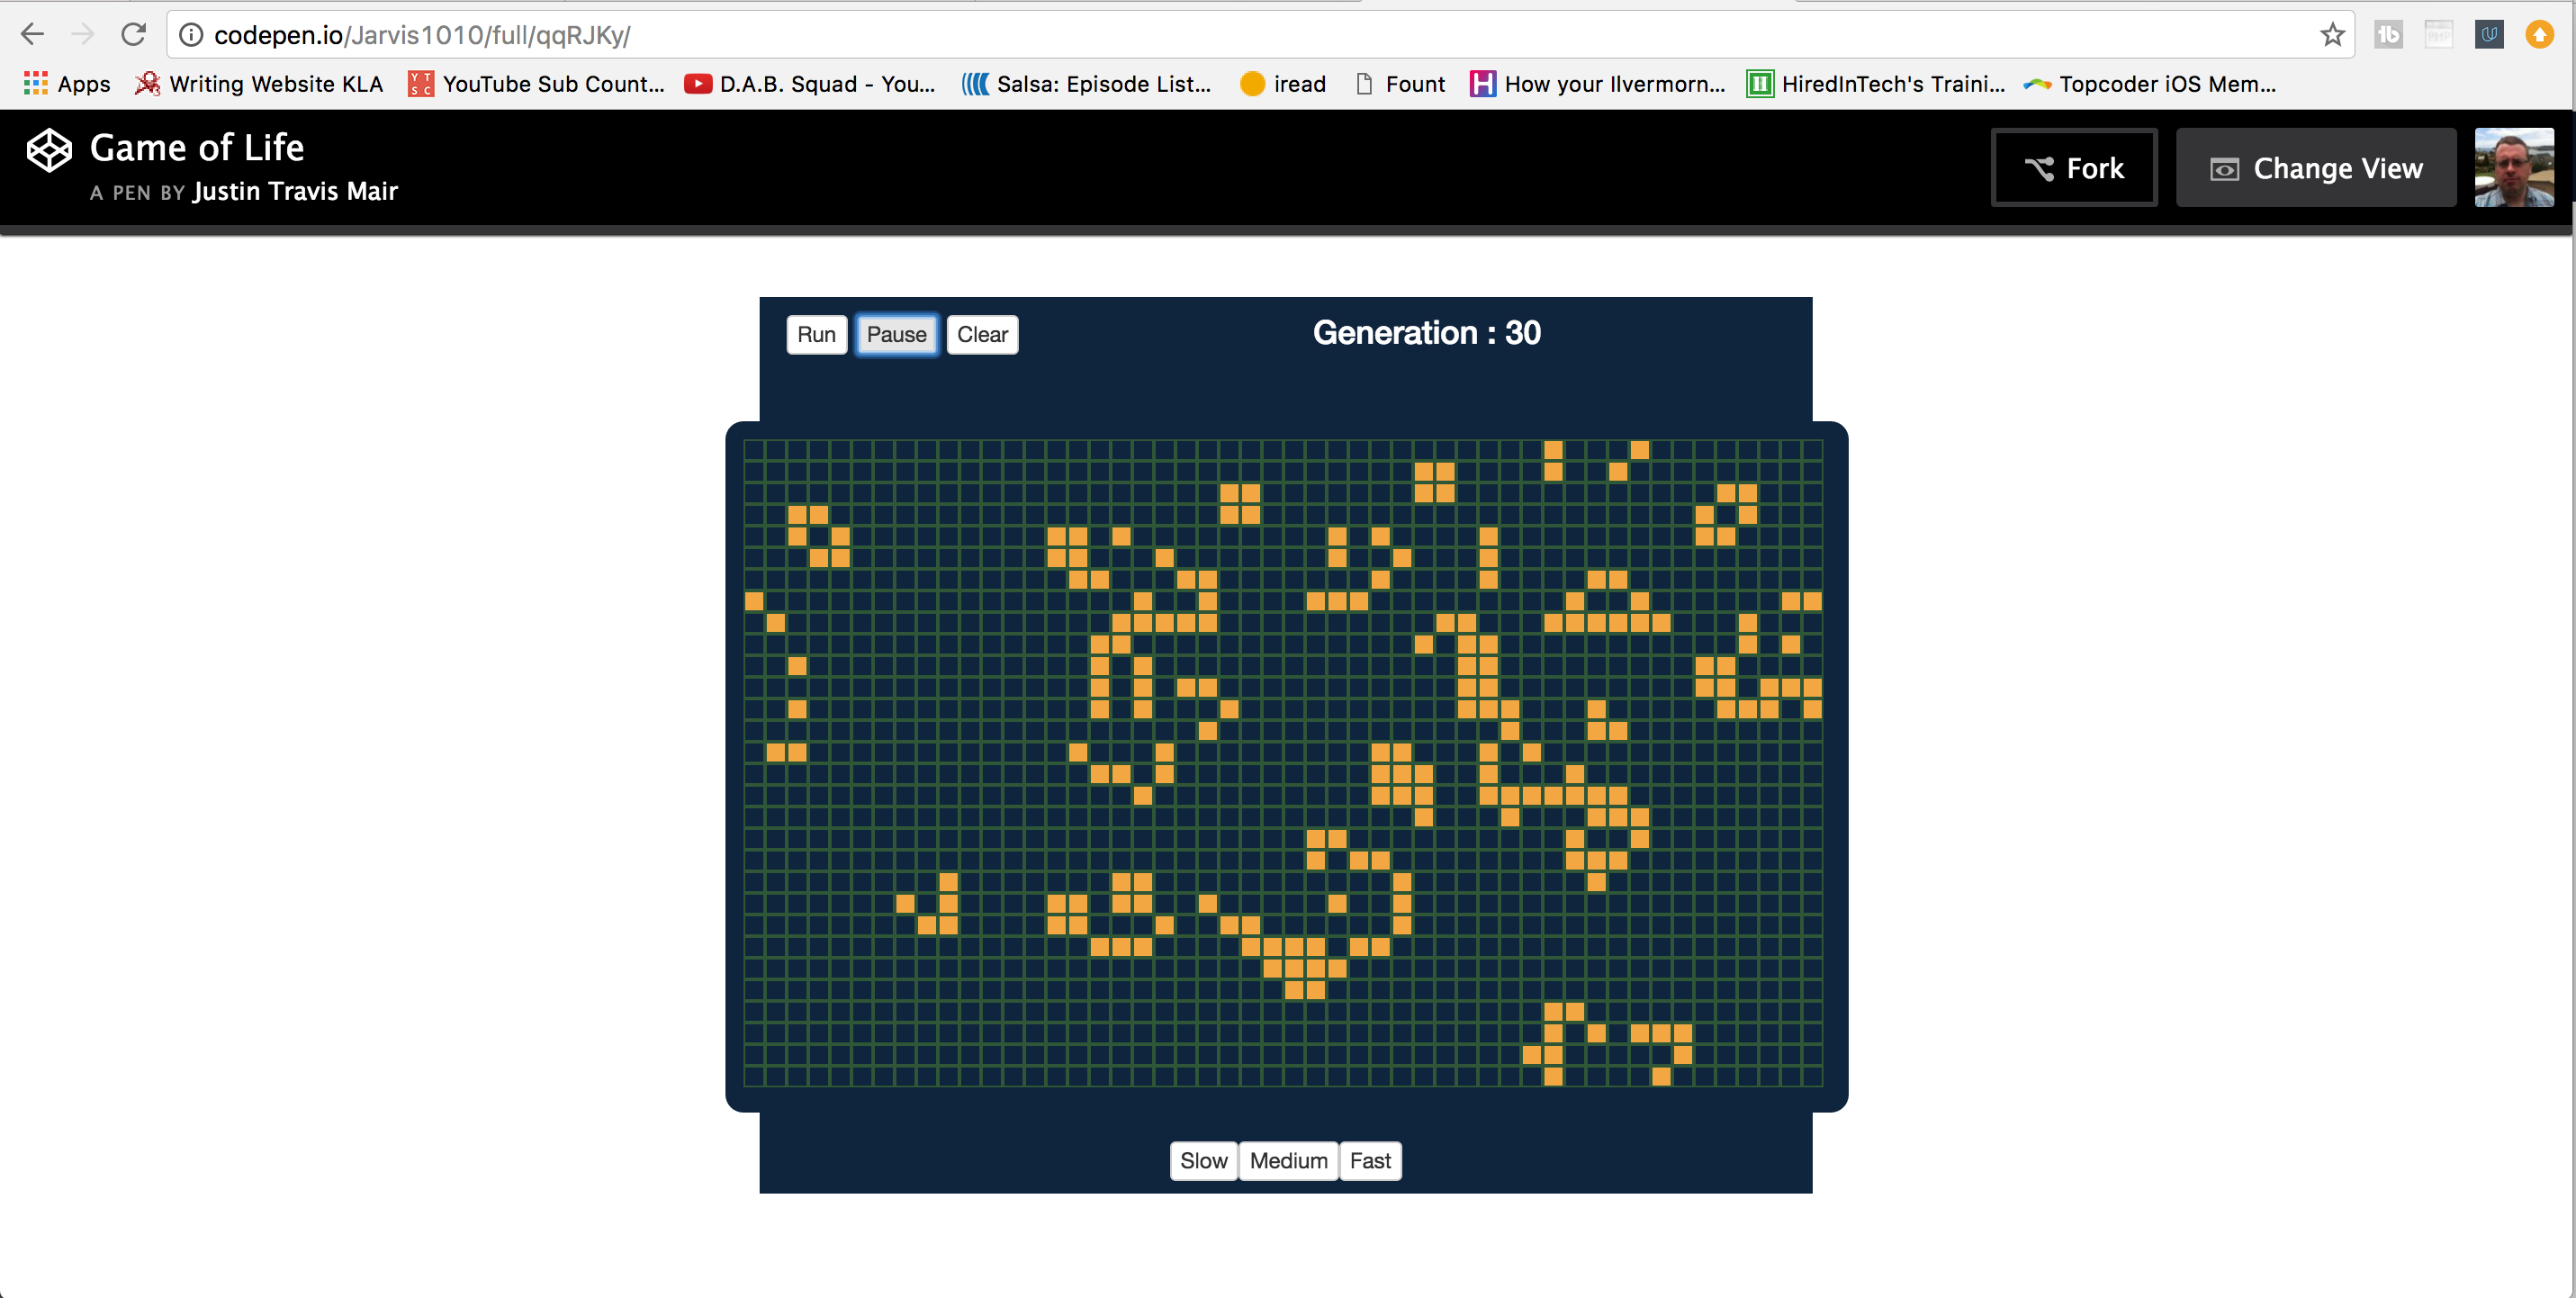 codepen.io/Jarvis1010/full/qqRJKy/
Apps Writing Website KLA YouTube Sub Count... D.A.B. Squad - You... Salsa: Episode List... iread Fount How your Ilvermorn... HiredInTech's Traini... Topcoder iOS Mem...
Game of Life
A PEN BY Justin Travis Mair
Fork Change View
Run Pause Clear Generation : 30
Slow Medium Fast